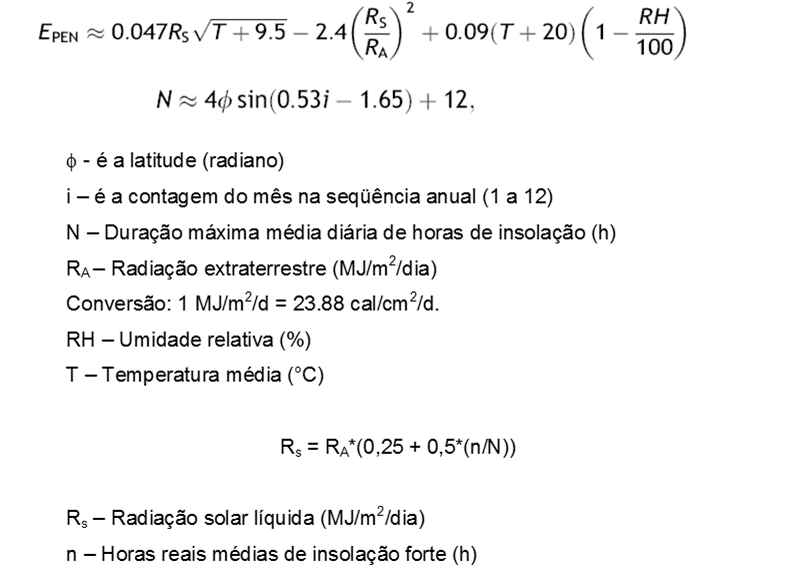 E_PEN ≈ 0.047R_S√(T + 9.5) − 2.4(R_S/R_A)² + 0.09(T + 20)(1 − RH/100)
N ≈ 4ϕ sin(0.53i − 1.65) + 12,
ϕ - é a latitude (radiano)
i – é a contagem do mês na seqüência anual (1 a 12)
N – Duração máxima média diária de horas de insolação (h)
R_A – Radiação extraterrestre (MJ/m²/dia)
Conversão: 1 MJ/m²/d = 23.88 cal/cm²/d.
RH – Umidade relativa (%)
T – Temperatura média (°C)
R_s = R_A*(0,25 + 0,5*(n/N))
R_s – Radiação solar líquida (MJ/m²/dia)
n – Horas reais médias de insolação forte (h)